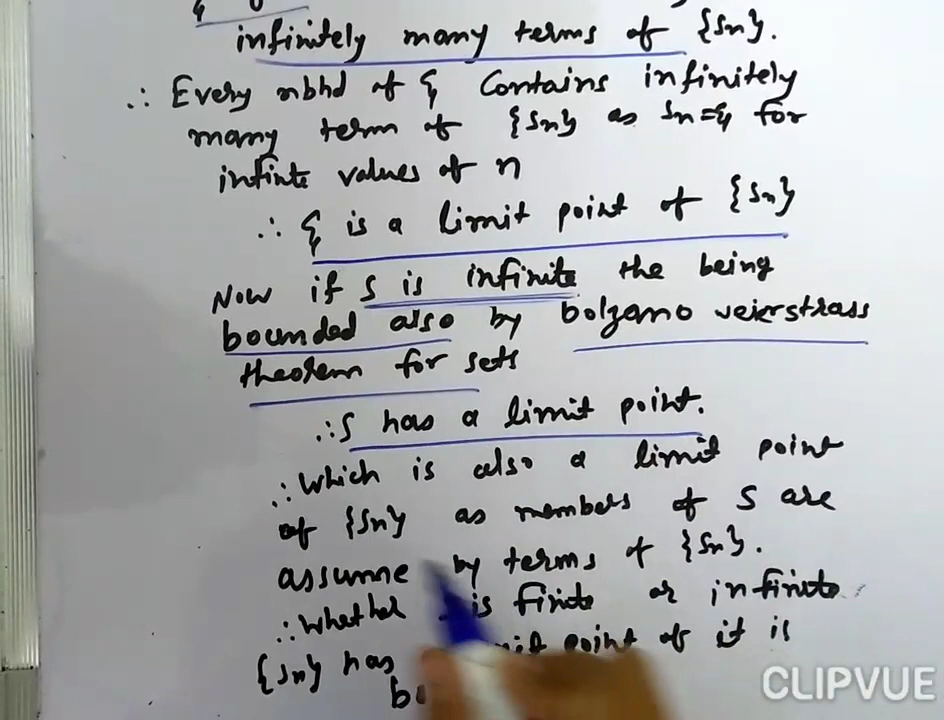 infinitely many terms of {Sn}.
∴ Every nbhd of ξ Contains infinitely
many term of {Sn} as Sn=ξ for
infinite values of n
∴ ξ is a limit point of {Sn}
Now if S is infinite the being
bounded also by bolzano veierstrass
theorem for sets
∴ S has a limit point.
∴ Which is also a limit point
of {Sn} as members of S are
assume by terms of {Sn}.
∴ Whether is finite or infinite
{Sn} has point of it is
CLIPVUE